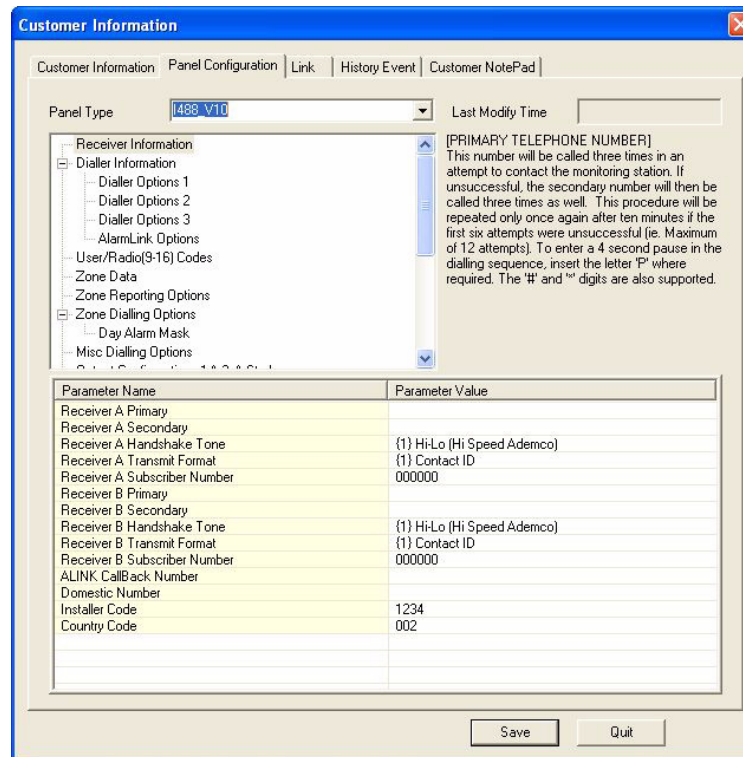 Customer Information
Customer Information Panel Configuration Link History Event Customer NotePad
Panel Type I488_V10 Last Modify Time
Receiver Information
Dialler Information
Dialler Options 1
Dialler Options 2
Dialler Options 3
AlarmLink Options
User/Radio(9-16) Codes
Zone Data
Zone Reporting Options
Zone Dialling Options
Day Alarm Mask
Misc Dialling Options
[PRIMARY TELEPHONE NUMBER]
This number will be called three times in an
attempt to contact the monitoring station. If
unsuccessful, the secondary number will then be
called three times as well. This procedure will be
repeated only once again after ten minutes if the
first six attempts were unsuccessful (ie. Maximum
of 12 attempts). To enter a 4 second pause in the
dialling sequence, insert the letter 'P' where
required. The '#' and '*' digits are also supported.
Parameter Name Parameter Value
Receiver A Primary
Receiver A Secondary
Receiver A Handshake Tone {1} Hi-Lo (Hi Speed Ademco)
Receiver A Transmit Format {1} Contact ID
Receiver A Subscriber Number 000000
Receiver B Primary
Receiver B Secondary
Receiver B Handshake Tone {1} Hi-Lo (Hi Speed Ademco)
Receiver B Transmit Format {1} Contact ID
Receiver B Subscriber Number 000000
ALINK CallBack Number
Domestic Number
Installer Code 1234
Country Code 002
Save Quit